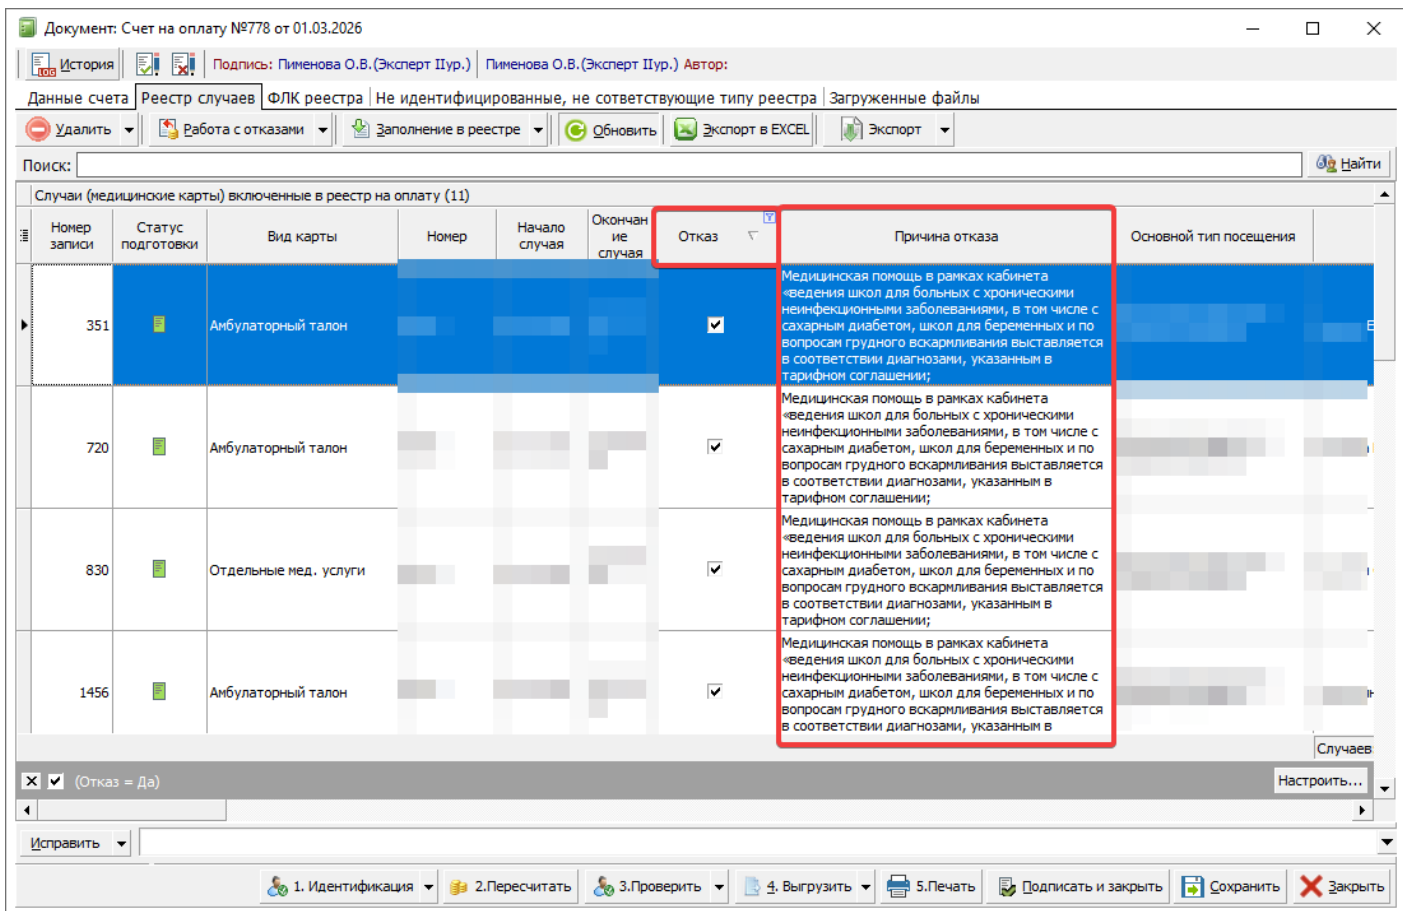 Документ: Счет на оплату №778 от 01.03.2026
LOG История Подпись: Пименова О.В.(Эксперт IIур.) Пименова О.В.(Эксперт IIур.) Автор:
Данные счета Реестр случаев ФЛК реестра Не идентифицированные, не сответствующие типу реестра Загруженные файлы
Удалить Работа с отказами Заполнение в реестре Обновить Экспорт в EXCEL Экспорт
Поиск: Найти
Случаи (медицинские карты) включенные в реестр на оплату (11)
Номер записи Статус подготовки Вид карты Номер Начало случая Окончан ие случая Отказ Причина отказа Основной тип посещения
351 Амбулаторный талон
Медицинская помощь в рамках кабинета
«ведения школ для больных с хроническими
неинфекционными заболеваниями, в том числе с
сахарным диабетом, школ для беременных и по
вопросам грудного вскармливания выставляется
в соответствии диагнозами, указанным в
тарифном соглашении;
720 Амбулаторный талон
Медицинская помощь в рамках кабинета
«ведения школ для больных с хроническими
неинфекционными заболеваниями, в том числе с
сахарным диабетом, школ для беременных и по
вопросам грудного вскармливания выставляется
в соответствии диагнозами, указанным в
тарифном соглашении;
830 Отдельные мед. услуги
Медицинская помощь в рамках кабинета
«ведения школ для больных с хроническими
неинфекционными заболеваниями, в том числе с
сахарным диабетом, школ для беременных и по
вопросам грудного вскармливания выставляется
в соответствии диагнозами, указанным в
тарифном соглашении;
1456 Амбулаторный талон
Медицинская помощь в рамках кабинета
«ведения школ для больных с хроническими
неинфекционными заболеваниями, в том числе с
сахарным диабетом, школ для беременных и по
вопросам грудного вскармливания выставляется
в соответствии диагнозами, указанным в
Случаев
(Отказ = Да) Настроить...
Исправить
1. Идентификация 2.Пересчитать 3.Проверить 4. Выгрузить 5.Печать Подписать и закрыть Сохранить Закрыть